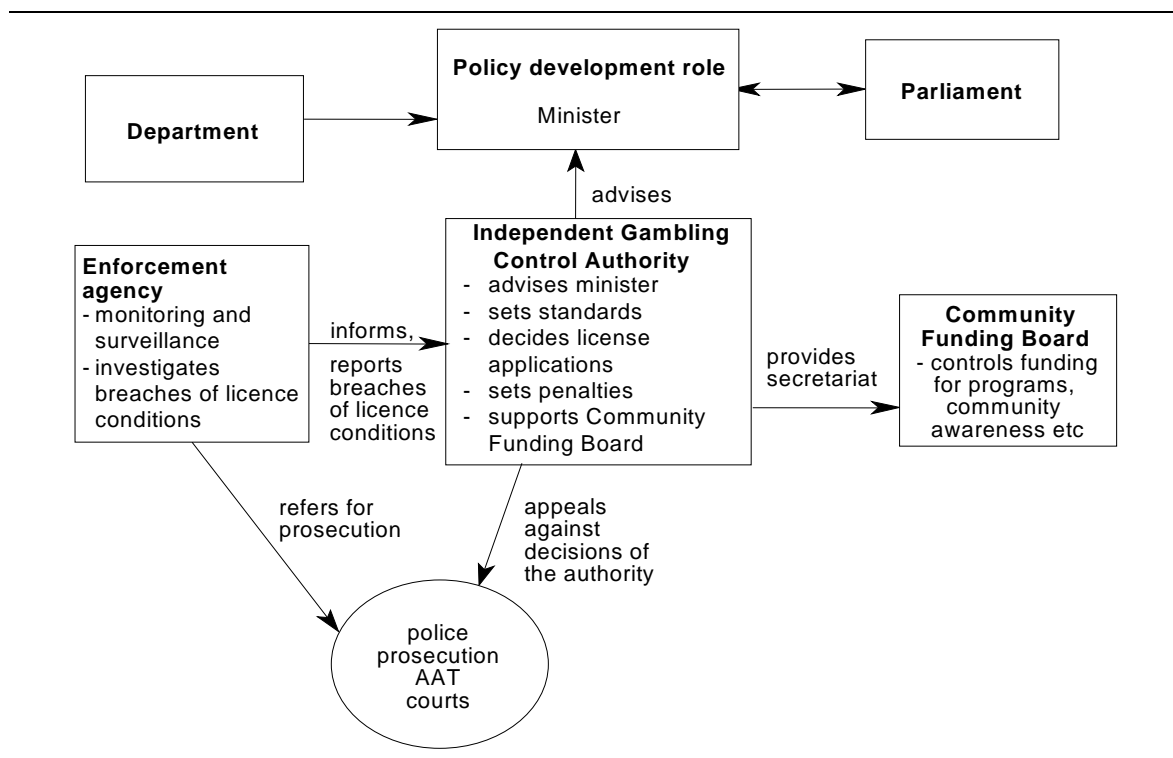 Policy development role
Minister
Department
Parliament
advises
Independent Gambling
Control Authority
- advises minister
- sets standards
- decides license
applications
- sets penalties
- supports Community
Funding Board
Enforcement
agency
- monitoring and
surveillance
- investigates
breaches of licence
conditions
informs,
reports
breaches
of licence
conditions
provides
secretariat
Community
Funding Board
- controls funding
for programs,
community
awareness etc
refers for
prosecution
appeals
against
decisions of
the authority
police
prosecution
AAT
courts